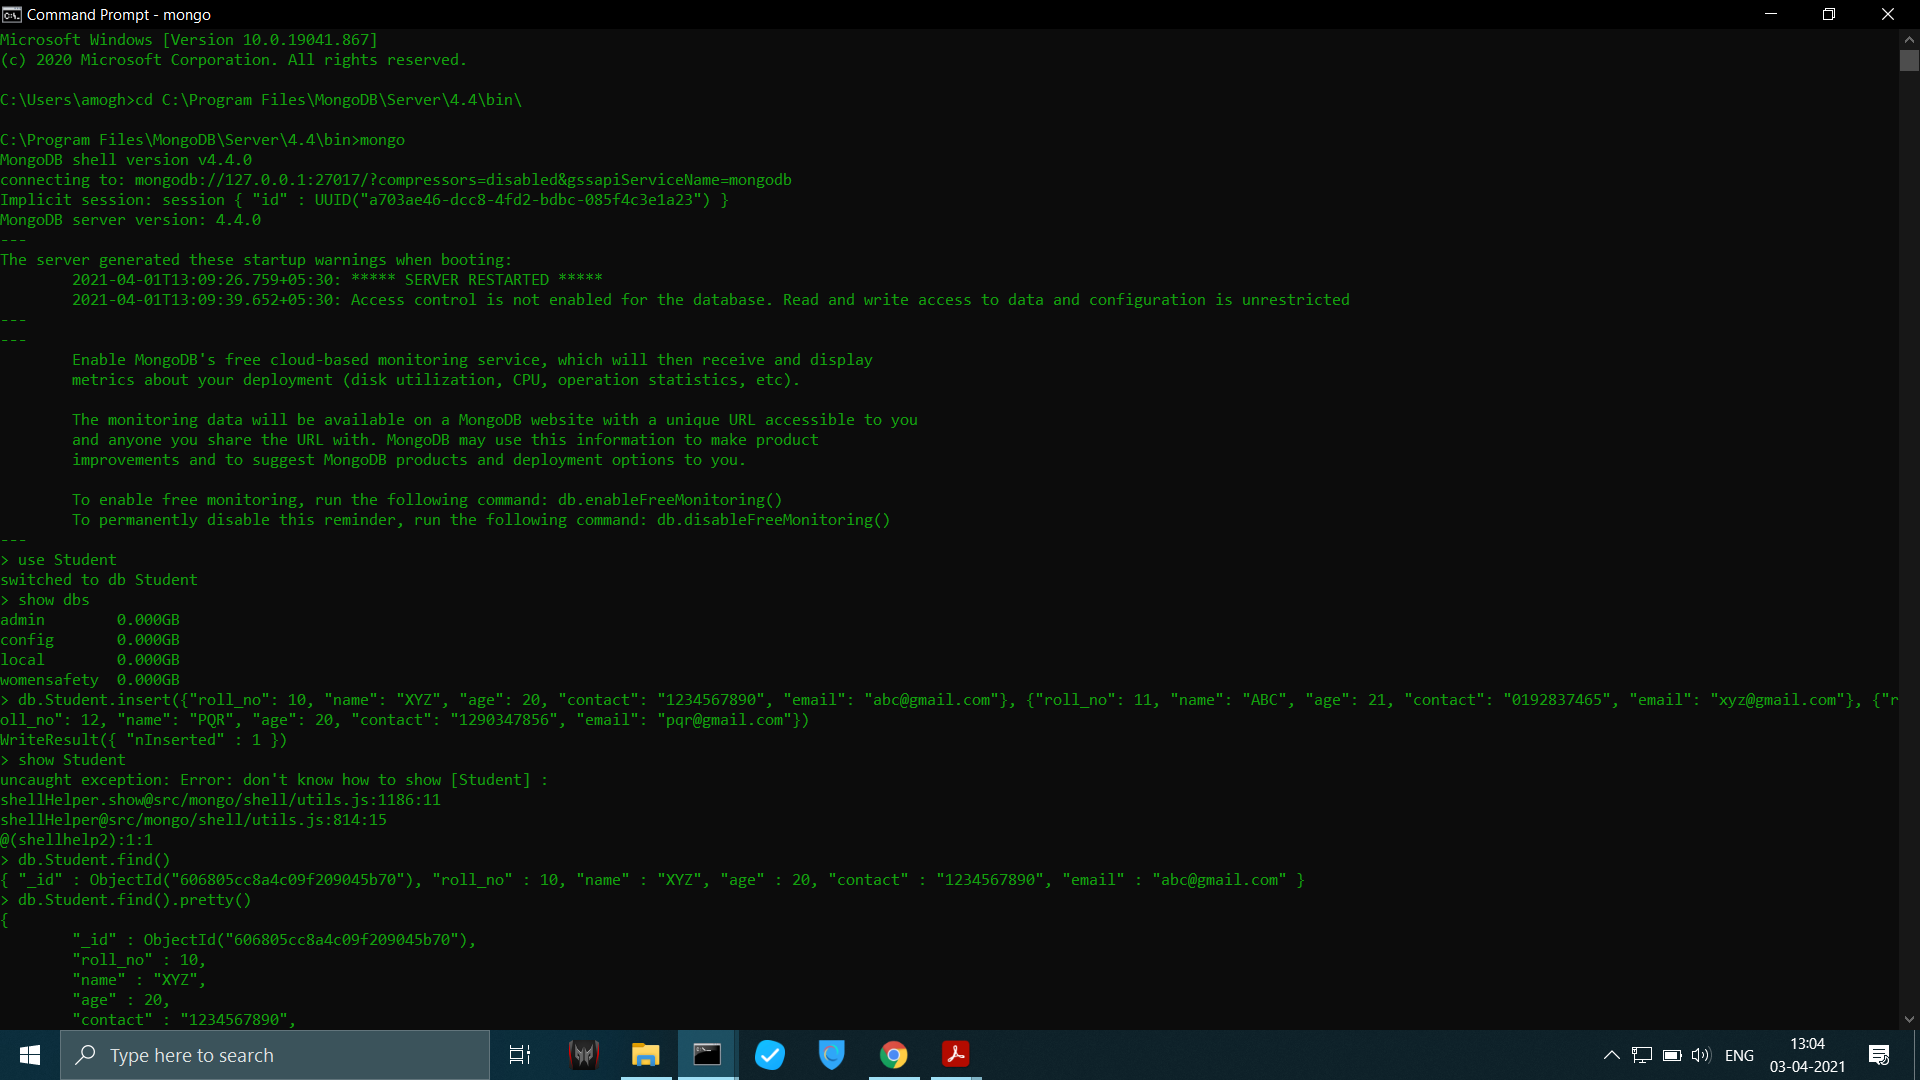 Command Prompt - mongo
Microsoft Windows [Version 10.0.19041.867]
(c) 2020 Microsoft Corporation. All rights reserved.
C:\Users\amogh>cd C:\Program Files\MongoDB\Server\4.4\bin\
C:\Program Files\MongoDB\Server\4.4\bin>mongo
MongoDB shell version v4.4.0
connecting to: mongodb://127.0.0.1:27017/?compressors=disabled&gssapiServiceName=mongodb
Implicit session: session { "id" : UUID("a703ae46-dcc8-4fd2-bdbc-085f4c3e1a23") }
MongoDB server version: 4.4.0
---
The server generated these startup warnings when booting:
2021-04-01T13:09:26.759+05:30: ***** SERVER RESTARTED *****
2021-04-01T13:09:39.652+05:30: Access control is not enabled for the database. Read and write access to data and configuration is unrestricted
---
---
Enable MongoDB's free cloud-based monitoring service, which will then receive and display
metrics about your deployment (disk utilization, CPU, operation statistics, etc).
The monitoring data will be available on a MongoDB website with a unique URL accessible to you
and anyone you share the URL with. MongoDB may use this information to make product
improvements and to suggest MongoDB products and deployment options to you.
To enable free monitoring, run the following command: db.enableFreeMonitoring()
To permanently disable this reminder, run the following command: db.disableFreeMonitoring()
---
> use Student
switched to db Student
> show dbs
admin 0.000GB
config 0.000GB
local 0.000GB
womensafety 0.000GB
> db.Student.insert({"roll_no": 10, "name": "XYZ", "age": 20, "contact": "1234567890", "email": "abc@gmail.com"}, {"roll_no": 11, "name": "ABC", "age": 21, "contact": "0192837465", "email": "xyz@gmail.com"}, {"r
oll_no": 12, "name": "PQR", "age": 20, "contact": "1290347856", "email": "pqr@gmail.com"})
WriteResult({ "nInserted" : 1 })
> show Student
uncaught exception: Error: don't know how to show [Student] :
shellHelper.show@src/mongo/shell/utils.js:1186:11
shellHelper@src/mongo/shell/utils.js:814:15
@(shellhelp2):1:1
> db.Student.find()
{ "_id" : ObjectId("606805cc8a4c09f209045b70"), "roll_no" : 10, "name" : "XYZ", "age" : 20, "contact" : "1234567890", "email" : "abc@gmail.com" }
> db.Student.find().pretty()
{
"_id" : ObjectId("606805cc8a4c09f209045b70"),
"roll_no" : 10,
"name" : "XYZ",
"age" : 20,
"contact" : "1234567890",
Type here to search
ENG
13:04
03-04-2021